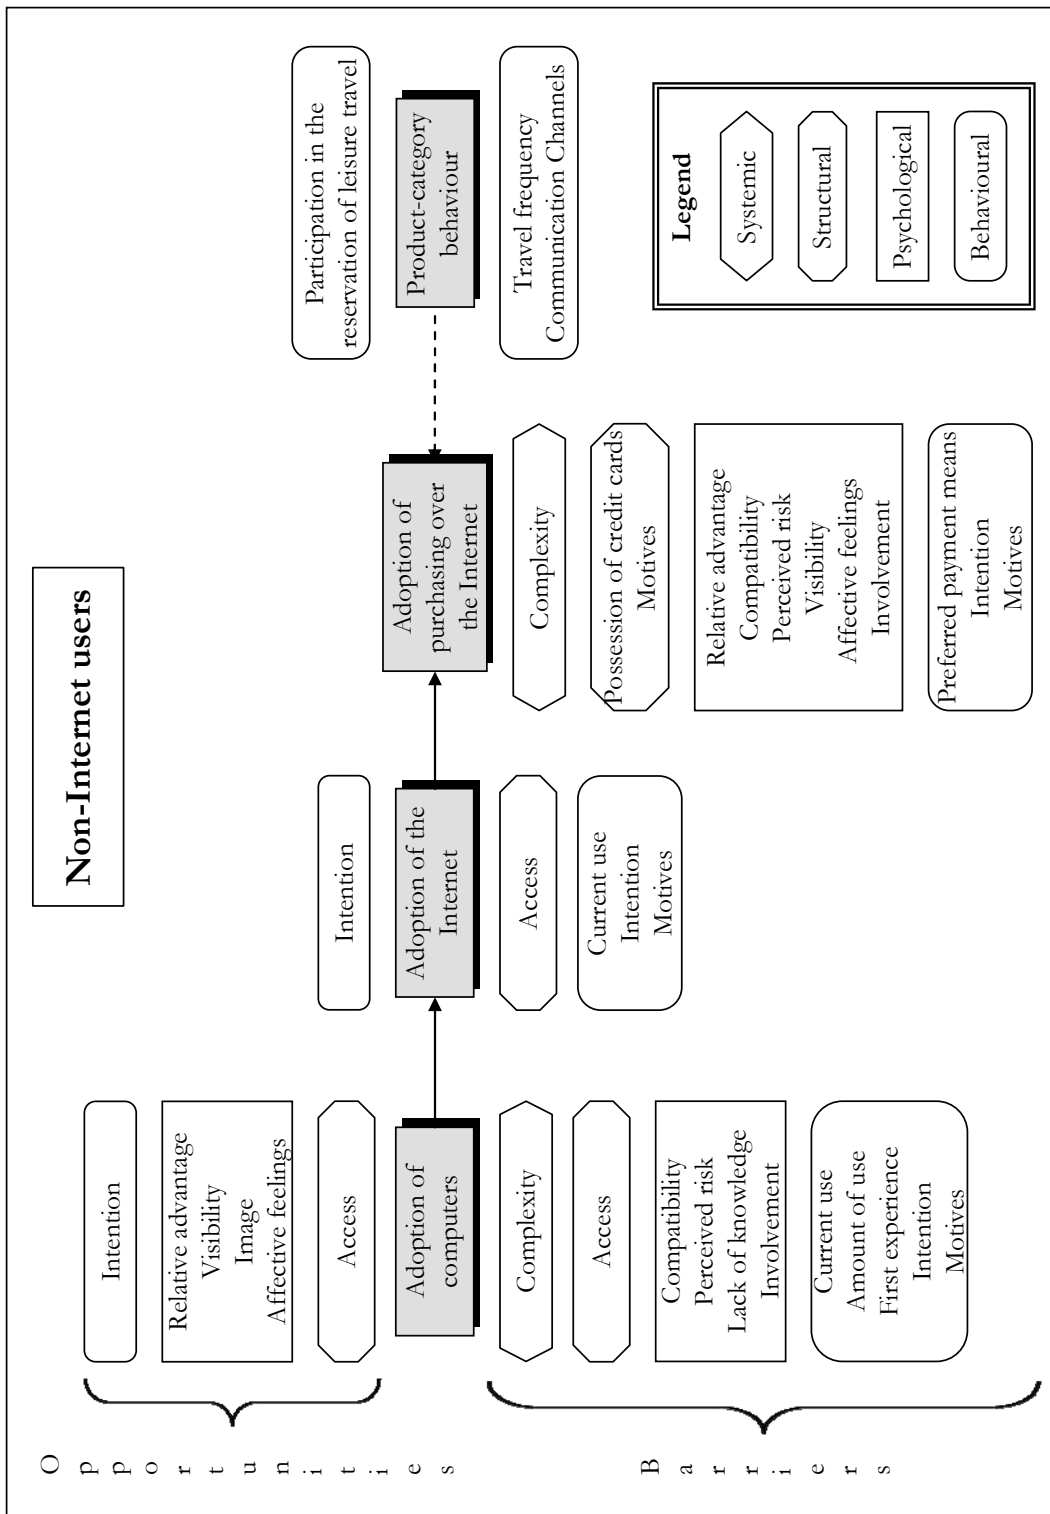 Non-Internet users
Opportunities
Intention
Relative advantage
Visibility
Image
Affective feelings
Access
Adoption of
computers
Barriers
Complexity
Access
Compatibility
Perceived risk
Lack of knowledge
Involvement
Current use
Amount of use
First experience
Intention
Motives
Intention
Adoption of the
Internet
Access
Current use
Intention
Motives
Adoption of
purchasing over
the Internet
Complexity
Possession of credit cards
Motives
Relative advantage
Compatibility
Perceived risk
Visibility
Affective feelings
Involvement
Preferred payment means
Intention
Motives
Participation in the
reservation of leisure travel
Product-category
behaviour
Travel frequency
Communication Channels
Legend
Systemic
Structural
Psychological
Behavioural